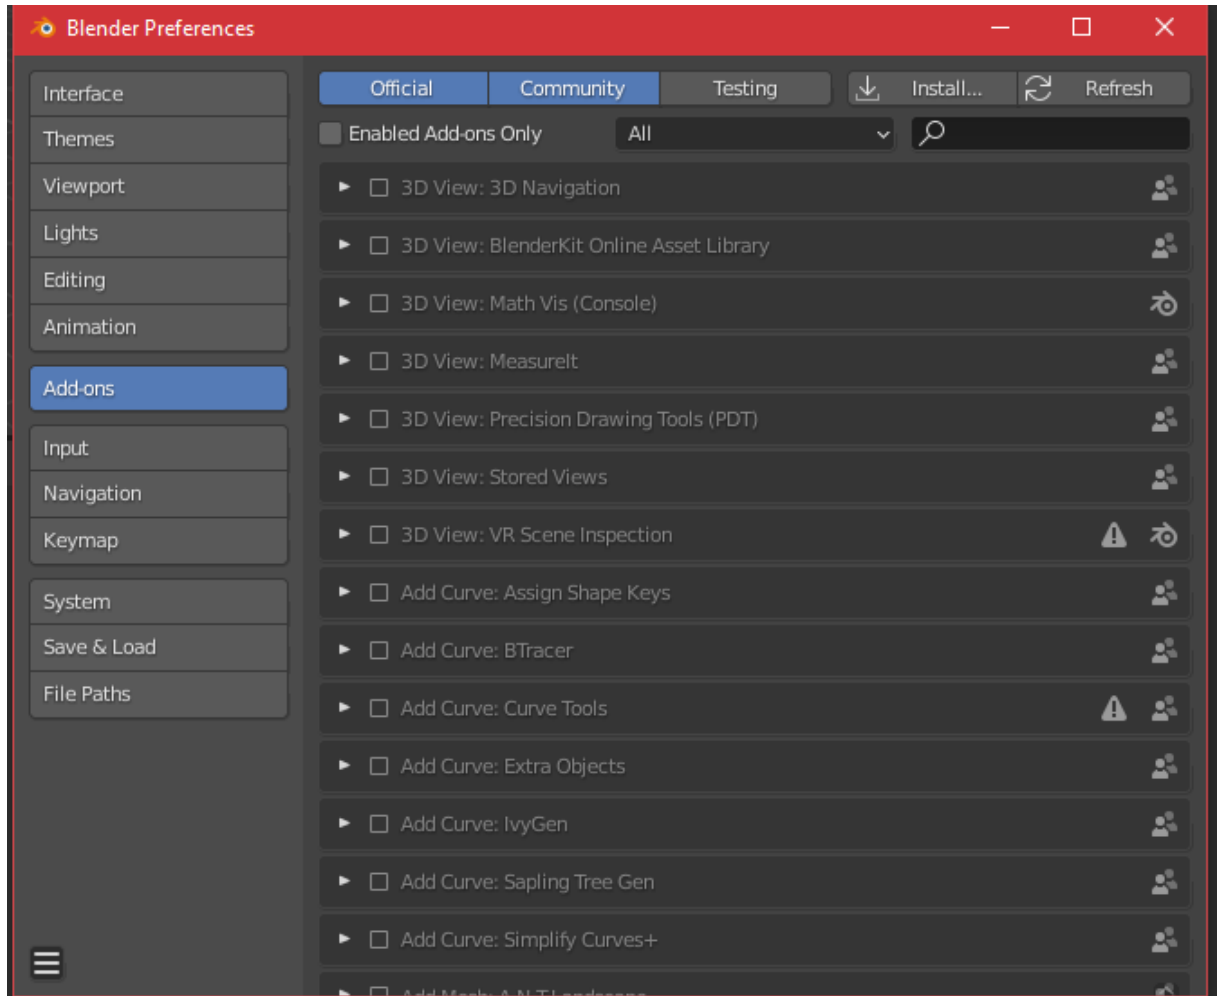 Blender Preferences
Interface
Themes
Viewport
Lights
Editing
Animation
Add-ons
Input
Navigation
Keymap
System
Save & Load
File Paths
Official Community Testing Install... Refresh
Enabled Add-ons Only All
3D View: 3D Navigation
3D View: BlenderKit Online Asset Library
3D View: Math Vis (Console)
3D View: MeasureIt
3D View: Precision Drawing Tools (PDT)
3D View: Stored Views
3D View: VR Scene Inspection
Add Curve: Assign Shape Keys
Add Curve: BTracer
Add Curve: Curve Tools
Add Curve: Extra Objects
Add Curve: IvyGen
Add Curve: Sapling Tree Gen
Add Curve: Simplify Curves+
Add Mesh: A.N.T.Landscape